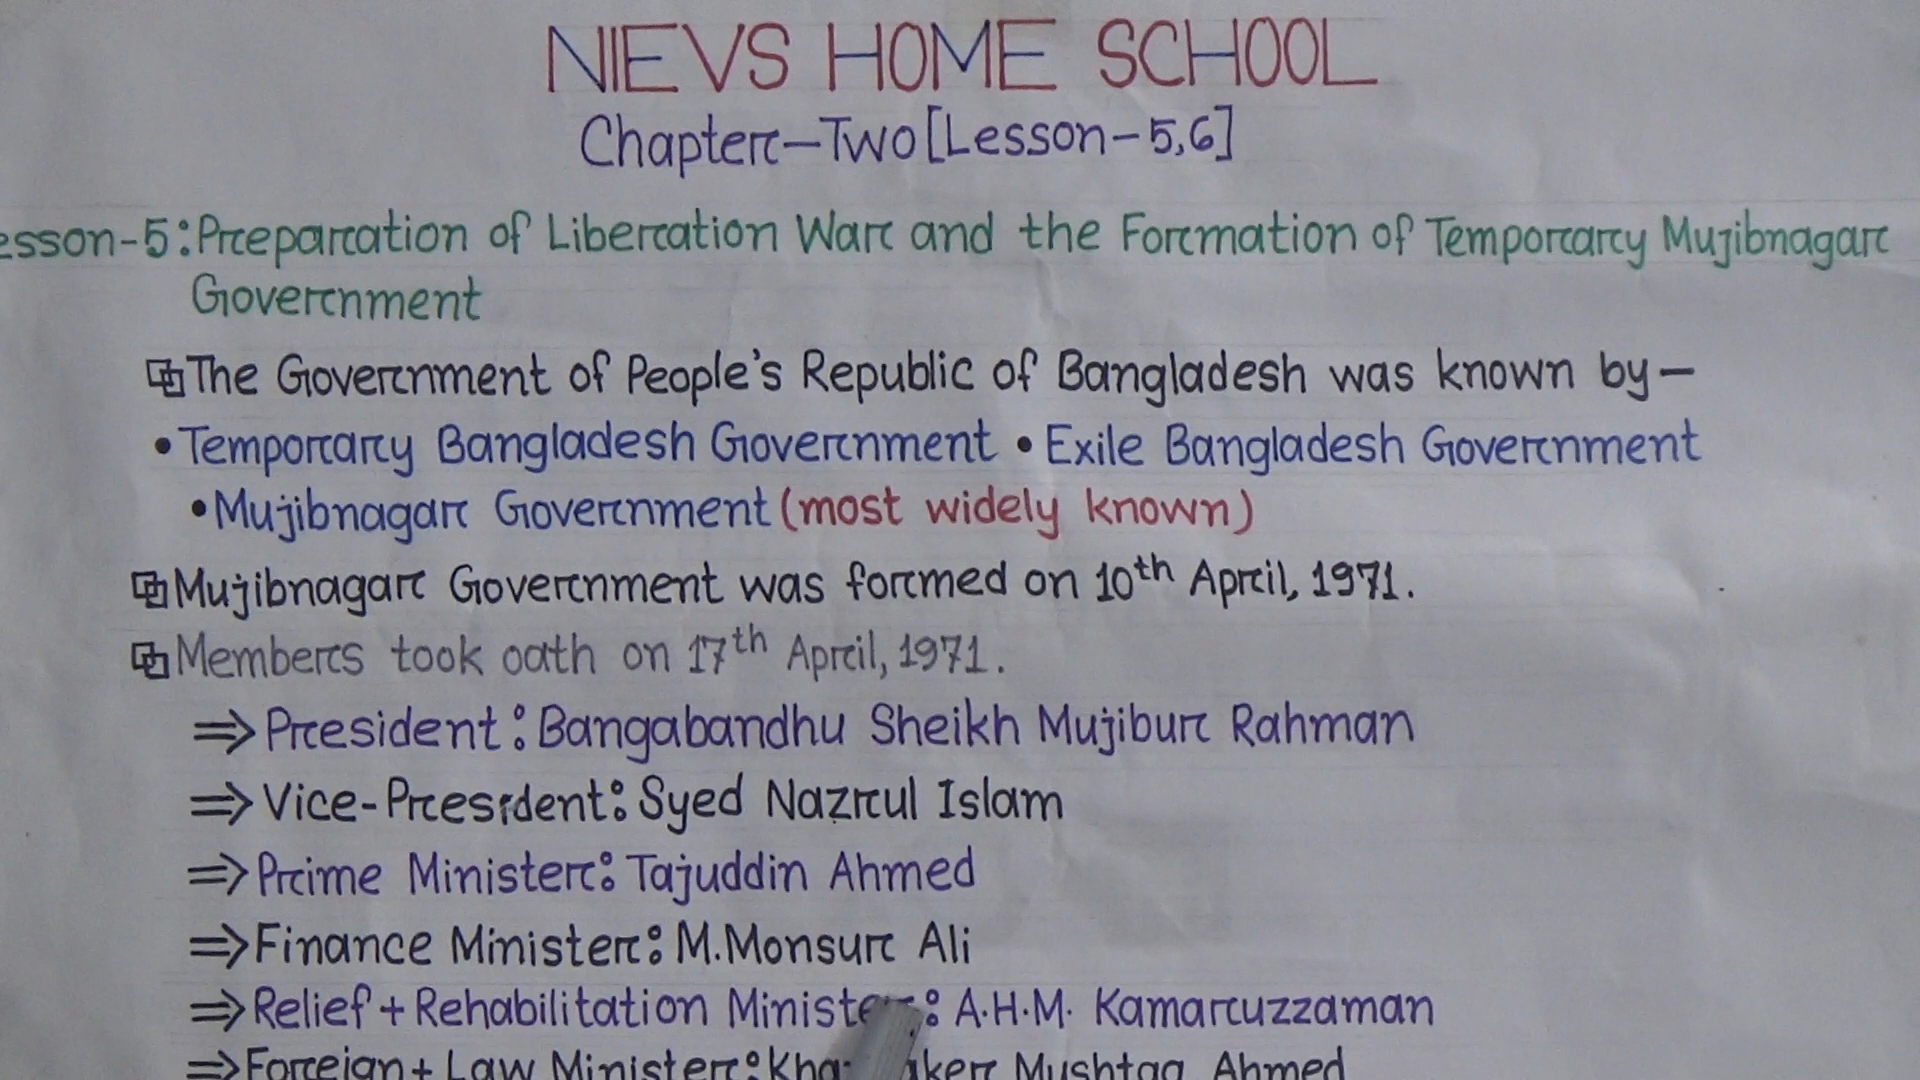 NIEVS HOME SCHOOL
Chapter-Two[Lesson-5,6]
esson-5:Preparation of Liberation War and the Formation of Temporary Mujibnagar
Government
The Government of People's Republic of Bangladesh was known by-
• Temporary Bangladesh Government • Exile Bangladesh Government
• Mujibnagar Government (most widely known)
Mujibnagar Government was formed on 10th April, 1971.
Members took oath on 17th April, 1971.
⇒ President: Bangabandhu Sheikh Mujibur Rahman
⇒ Vice-President: Syed Nazrul Islam
⇒ Prime Minister: Tajuddin Ahmed
⇒ Finance Minister: M.Monsur Ali
⇒ Relief + Rehabilitation Minister: A.H.M. Kamaruzzaman
⇒ Foreign + Law Minister: Mushtaq Ahmed